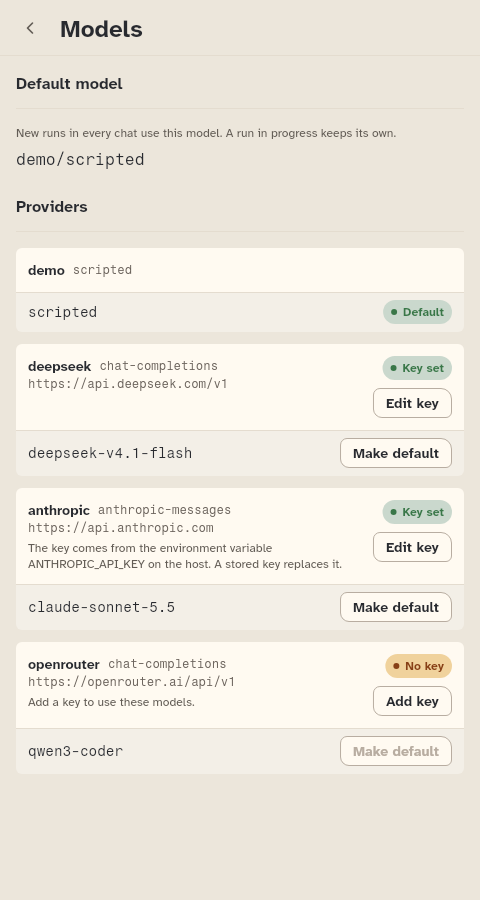 Models
Default model
New runs in every chat use this model. A run in progress keeps its own.
demo/scripted
Providers
demo scripted
scripted Default
deepseek chat-completions Key set
https://api.deepseek.com/v1
Edit key
deepseek-v4.1-flash Make default
anthropic anthropic-messages Key set
https://api.anthropic.com
Edit key
The key comes from the environment variable
ANTHROPIC_API_KEY on the host. A stored key replaces it.
claude-sonnet-5.5 Make default
openrouter chat-completions No key
https://openrouter.ai/api/v1
Add a key to use these models. Add key
qwen3-coder Make default